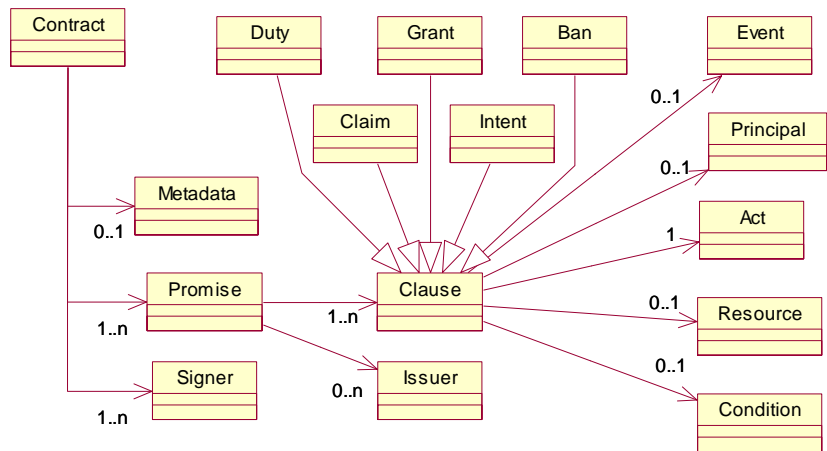 Contract
Duty
Grant
Ban
Event
0..1
Claim
Intent
Principal
0..1
Metadata
0..1
Act
1
Promise
1..n
Clause
1..n
Resource
0..1
Signer
1..n
Issuer
0..n
Condition
0..1